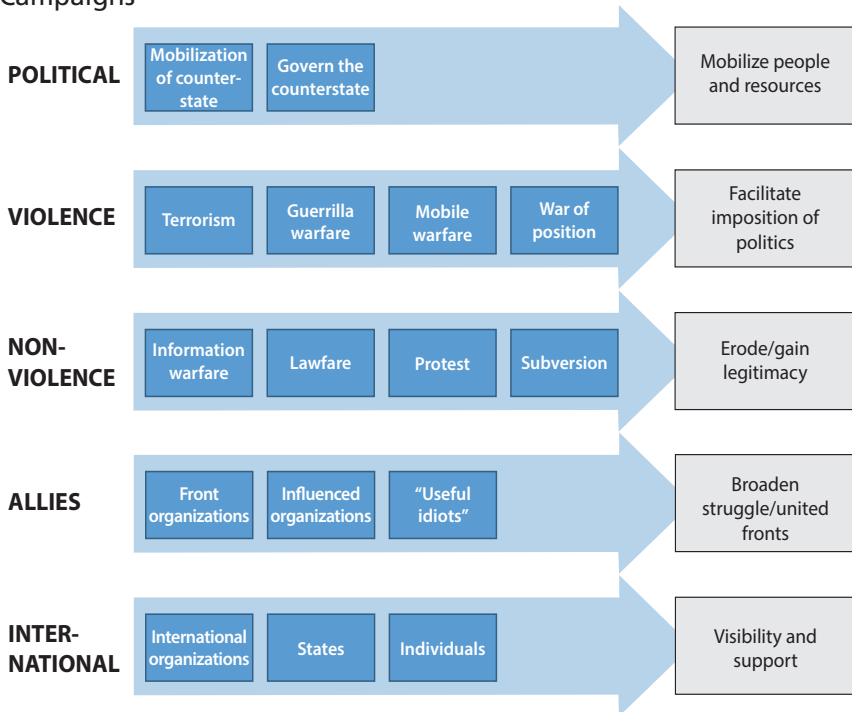 Campaigns
POLITICAL
Mobilization
of counter-
state
Govern the
counterstate
Mobilize people
and resources
VIOLENCE
Terrorism
Guerrilla
warfare
Mobile
warfare
War of
position
Facilitate
imposition of
politics
NON-
VIOLENCE
Information
warfare
Lawfare
Protest
Subversion
Erode/gain
legitimacy
ALLIES
Front
organizations
Influenced
organizations
"Useful
idiots"
Broaden
struggle/united
fronts
INTER-
NATIONAL
International
organizations
States
Individuals
Visibility and
support